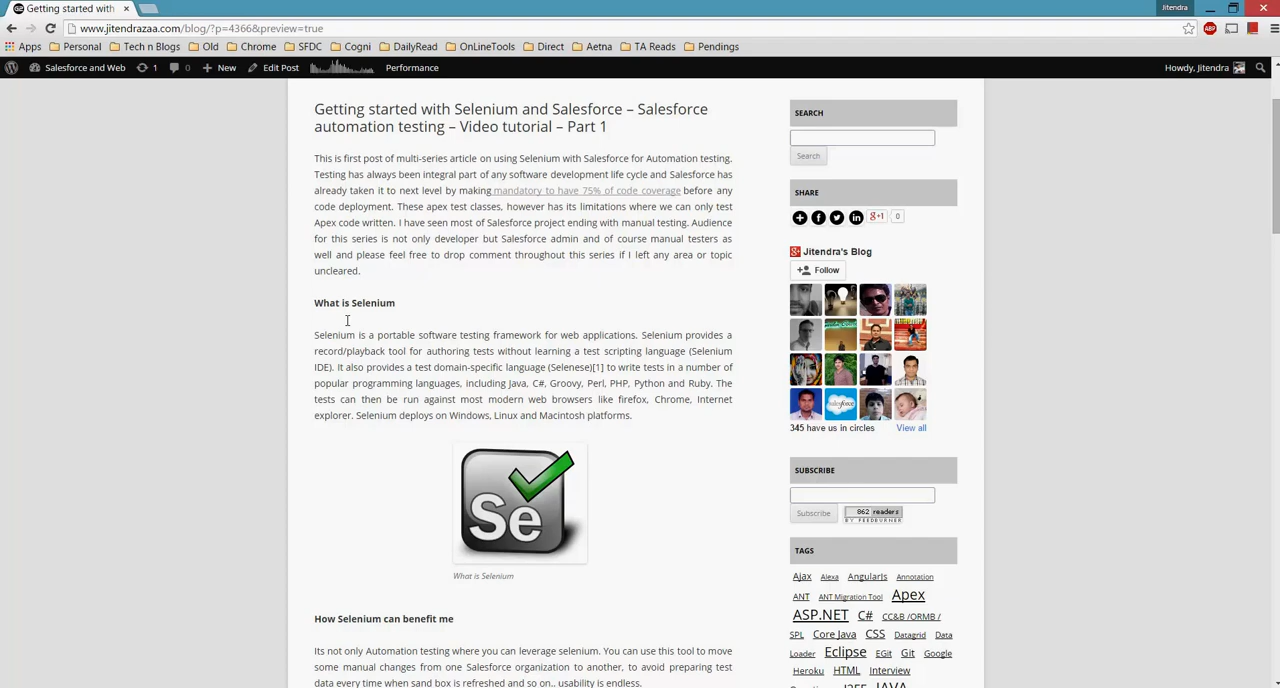 Getting started with
Jitendra
www.jitendrazaa.com/blog/?p=4366&preview=true
Apps Personal Tech n Blogs Old Chrome SFDC Cogni DailyRead OnLineTools Direct Aetna TA Reads Pendings
Salesforce and Web 1 0 New Edit Post Performance Howdy, Jitendra
Getting started with Selenium and Salesforce – Salesforce
automation testing – Video tutorial – Part 1
This is first post of multi-series article on using Selenium with Salesforce for Automation testing.
Testing has always been integral part of any software development life cycle and Salesforce has
already taken it to next level by making mandatory to have 75% of code coverage before any
code deployment. These apex test classes, however has its limitations where we can only test
Apex code written. I have seen most of Salesforce project ending with manual testing. Audience
for this series is not only developer but Salesforce admin and of course manual testers as
well and please feel free to drop comment throughout this series if I left any area or topic
uncleared.
What is Selenium
Selenium is a portable software testing framework for web applications. Selenium provides a
record/playback tool for authoring tests without learning a test scripting language (Selenium
IDE). It also provides a test domain-specific language (Selenese)[1] to write tests in a number of
popular programming languages, including Java, C#, Groovy, Perl, PHP, Python and Ruby. The
tests can then be run against most modern web browsers like firefox, Chrome, Internet
explorer. Selenium deploys on Windows, Linux and Macintosh platforms.
Se
What is Selenium
How Selenium can benefit me
Its not only Automation testing where you can leverage selenium. You can use this tool to move
some manual changes from one Salesforce organization to another, to avoid preparing test
data every time when sand box is refreshed and so on.. usability is endless.
SEARCH
Search
SHARE
+1 0
Jitendra's Blog
Follow
salesforce
345 have us in circles View all
SUBSCRIBE
Subscribe 862 readers
BY FEEDBURNER
TAGS
Ajax Alexa AngularJs Annotation
ANT ANT Migration Tool Apex
ASP.NET C# CC&B /ORMB /
SPL Core Java CSS Datagrid Data
Loader Eclipse EGit Git Google
Heroku HTML Interview
J2EE JAVA